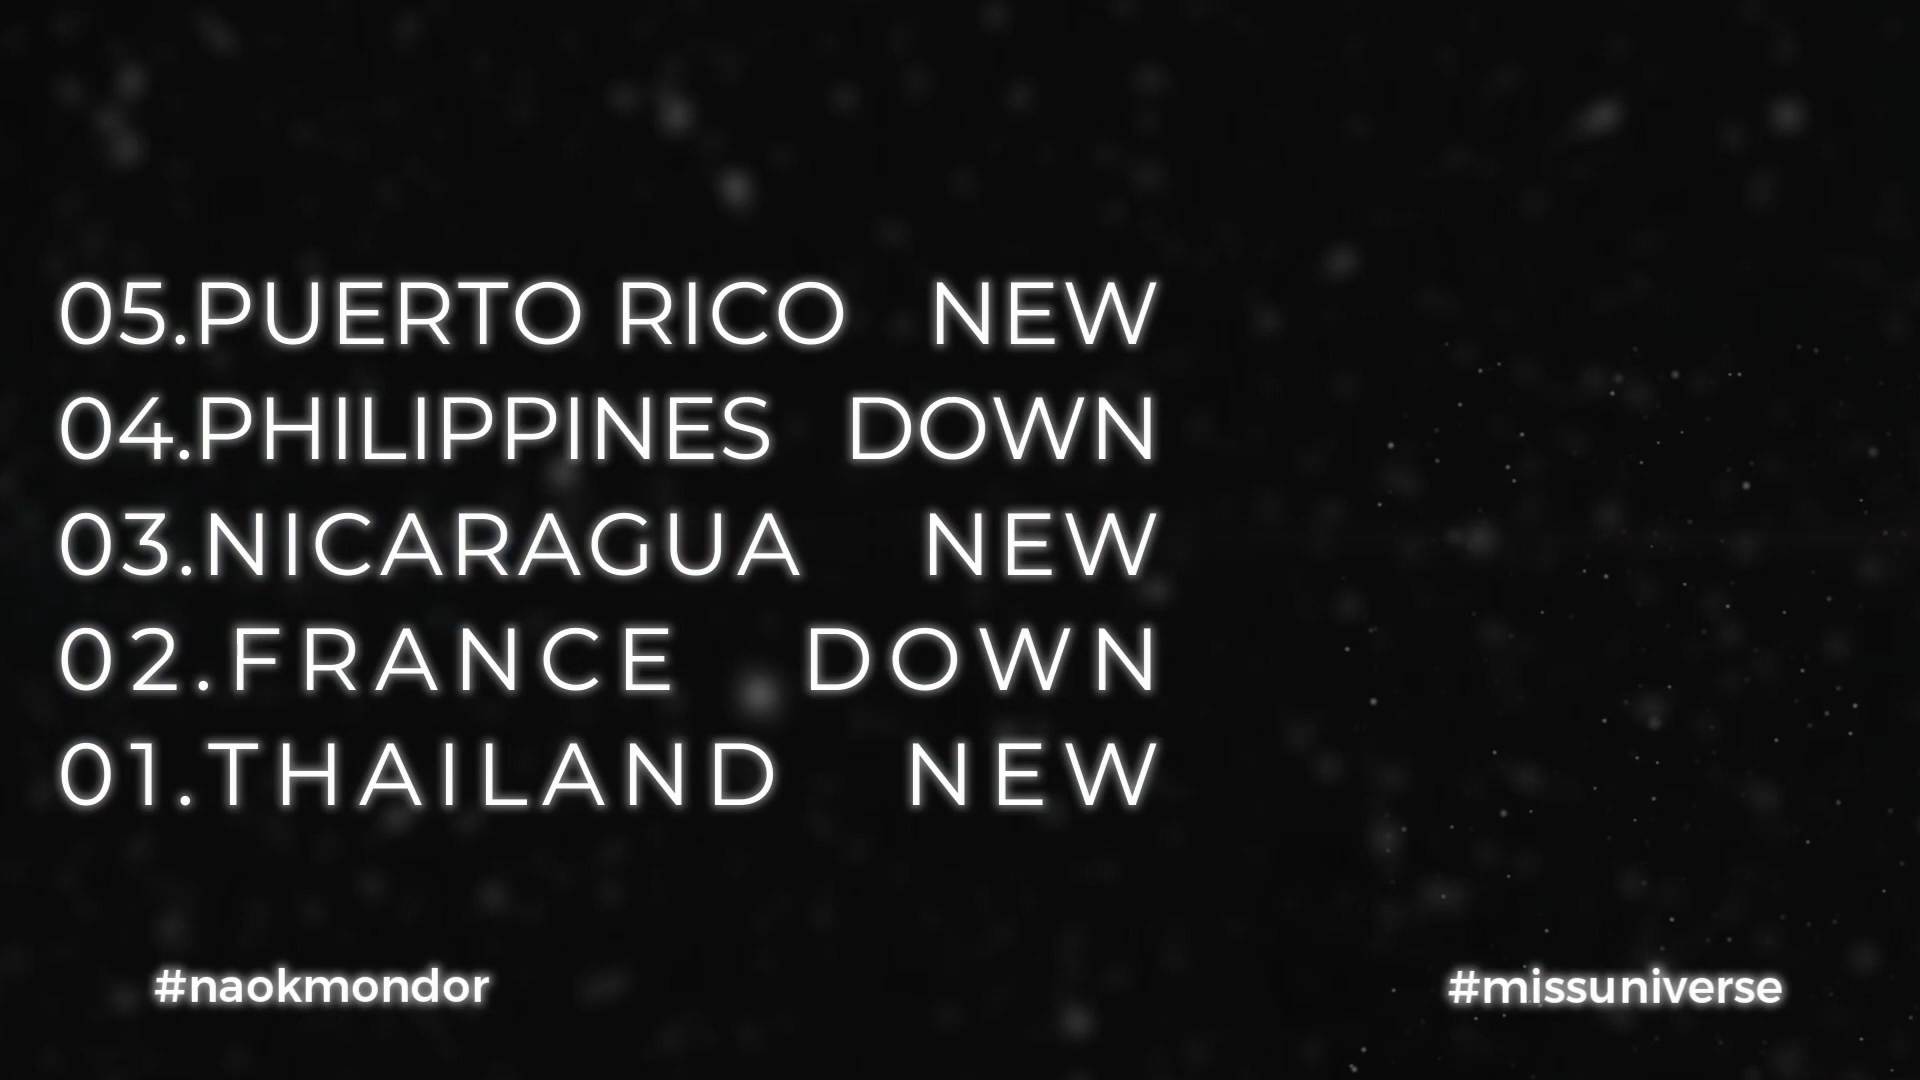 05.PUERTO RICO NEW
04.PHILIPPINES DOWN
03.NICARAGUA NEW
02.FRANCE DOWN
01.THAILAND NEW
#naokmondor
#missuniverse